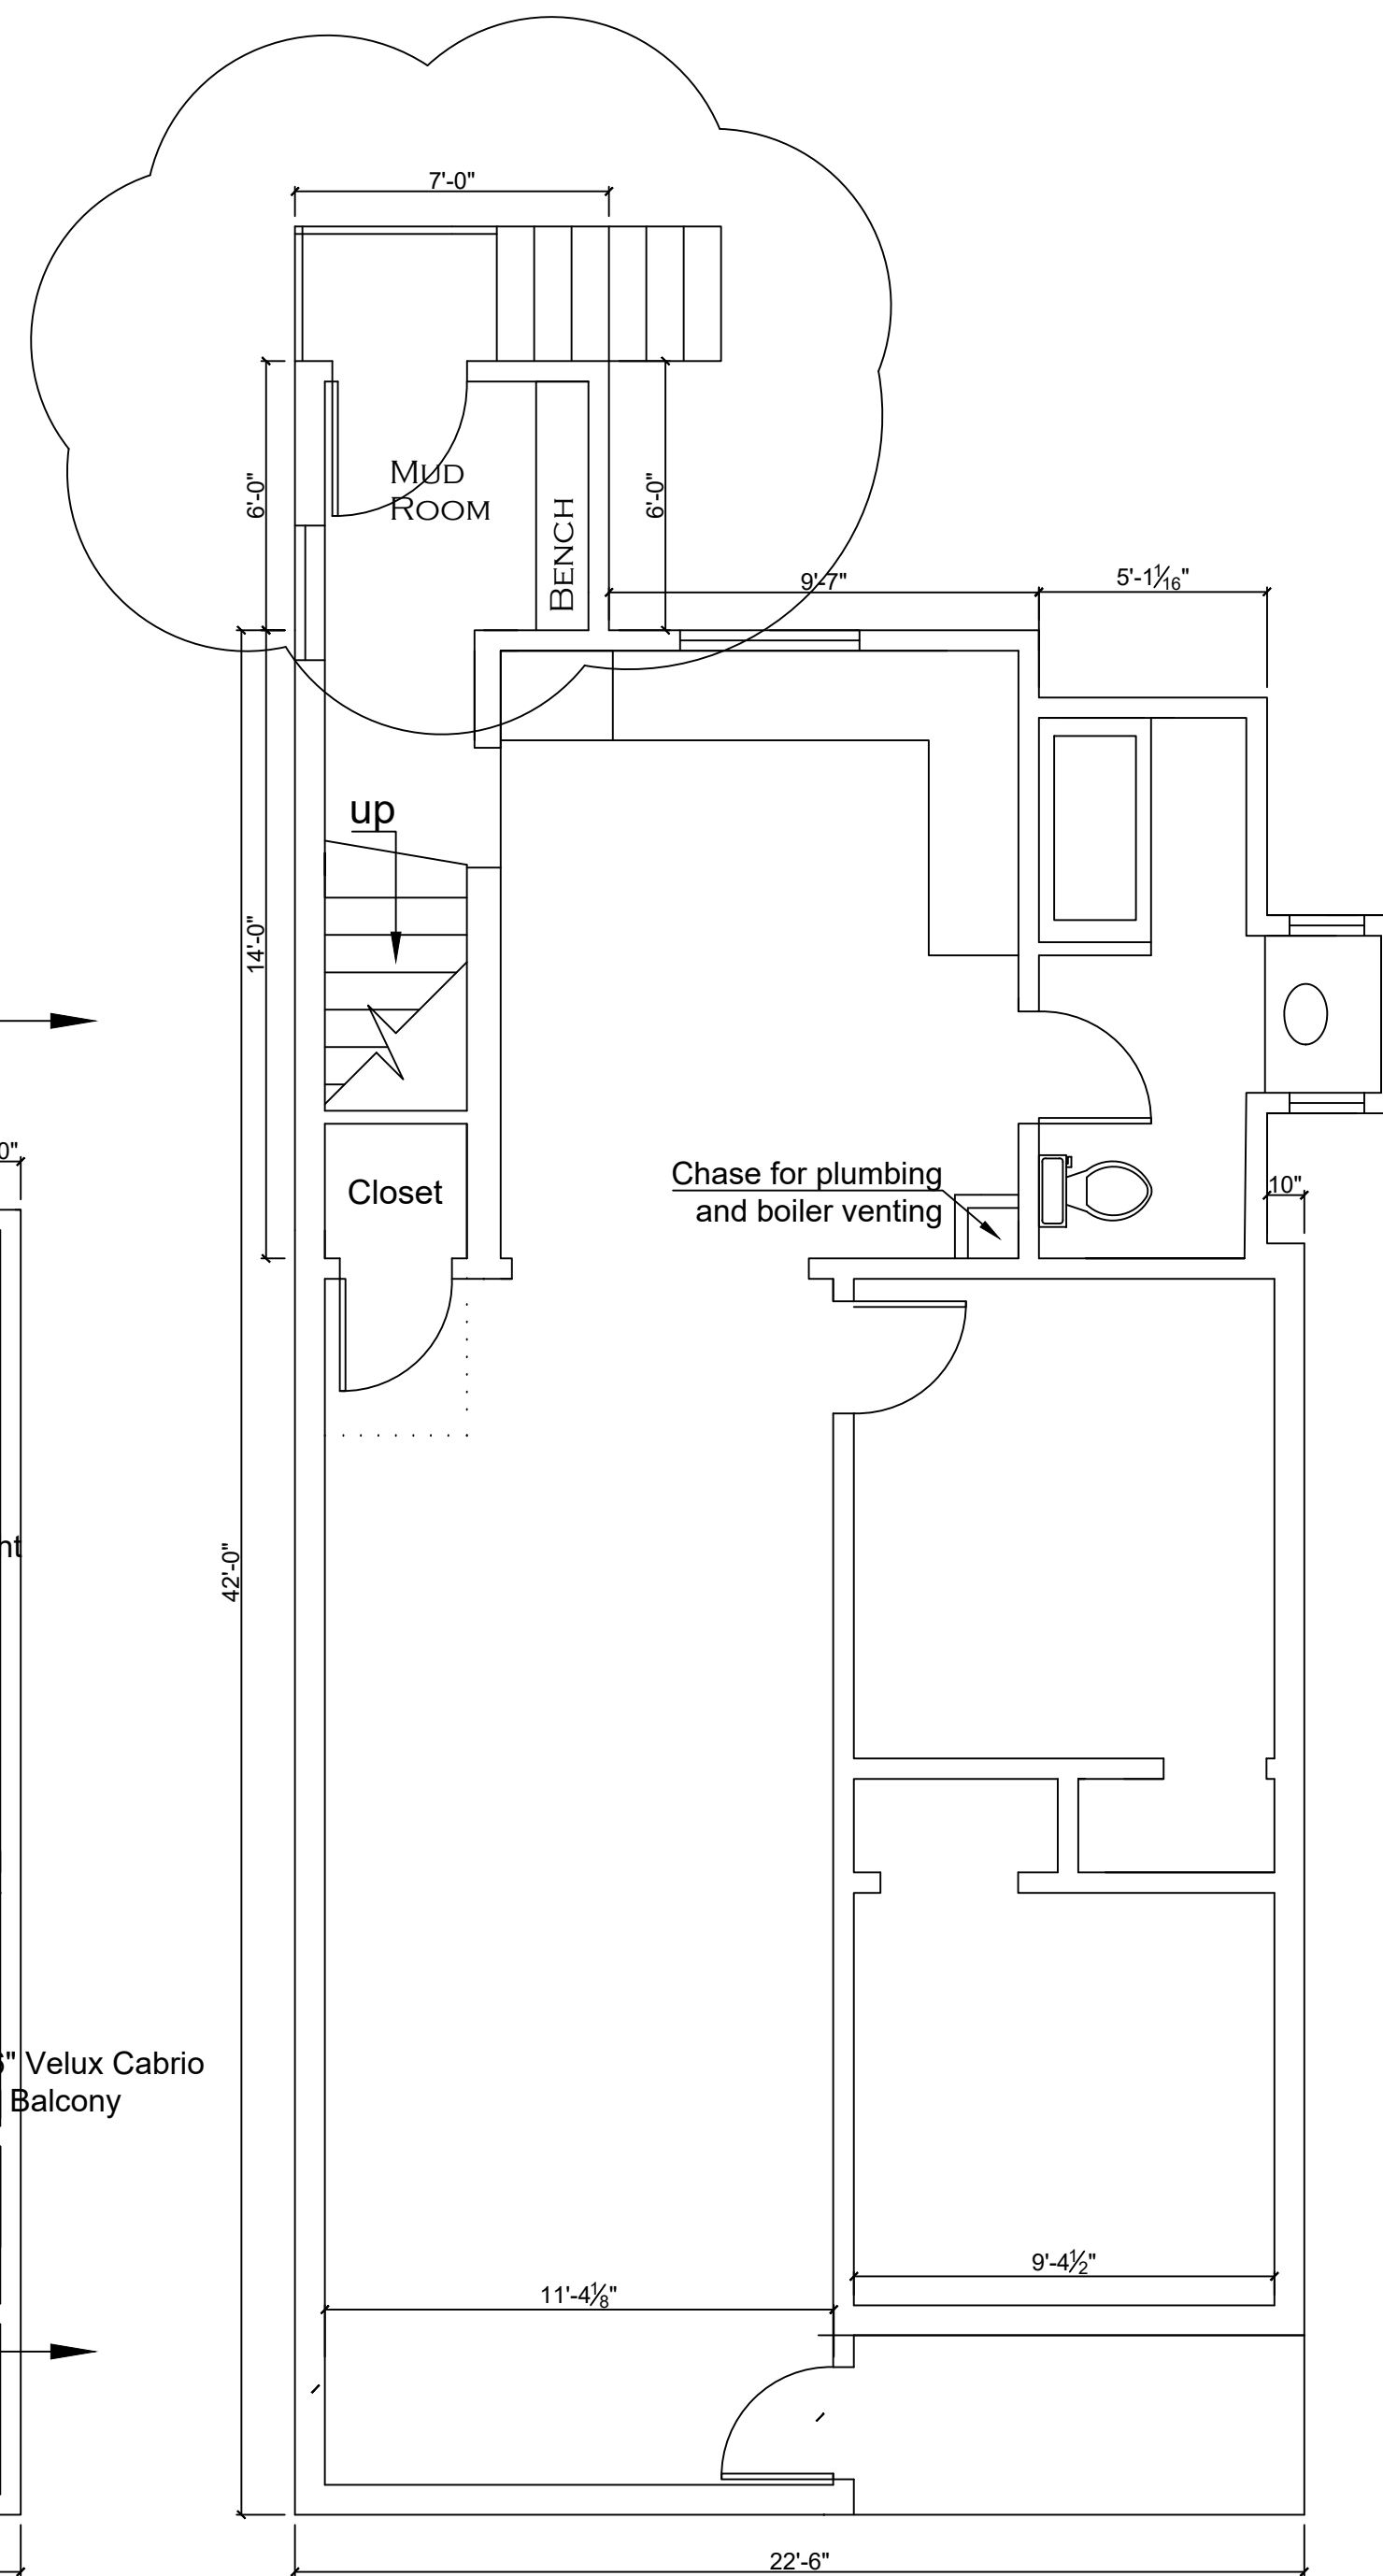 7'-0"
6'-0"
MUD
ROOM
BENCH
6'-0"
9'-7"
5'-1 1/16"
up
14'-0"
0"
Chase for plumbing
and boiler venting
Closet
10"
42'-0"
6" Velux Cabrio
Balcony
9'-4 1/2"
11'-4 1/8"
22'-6"